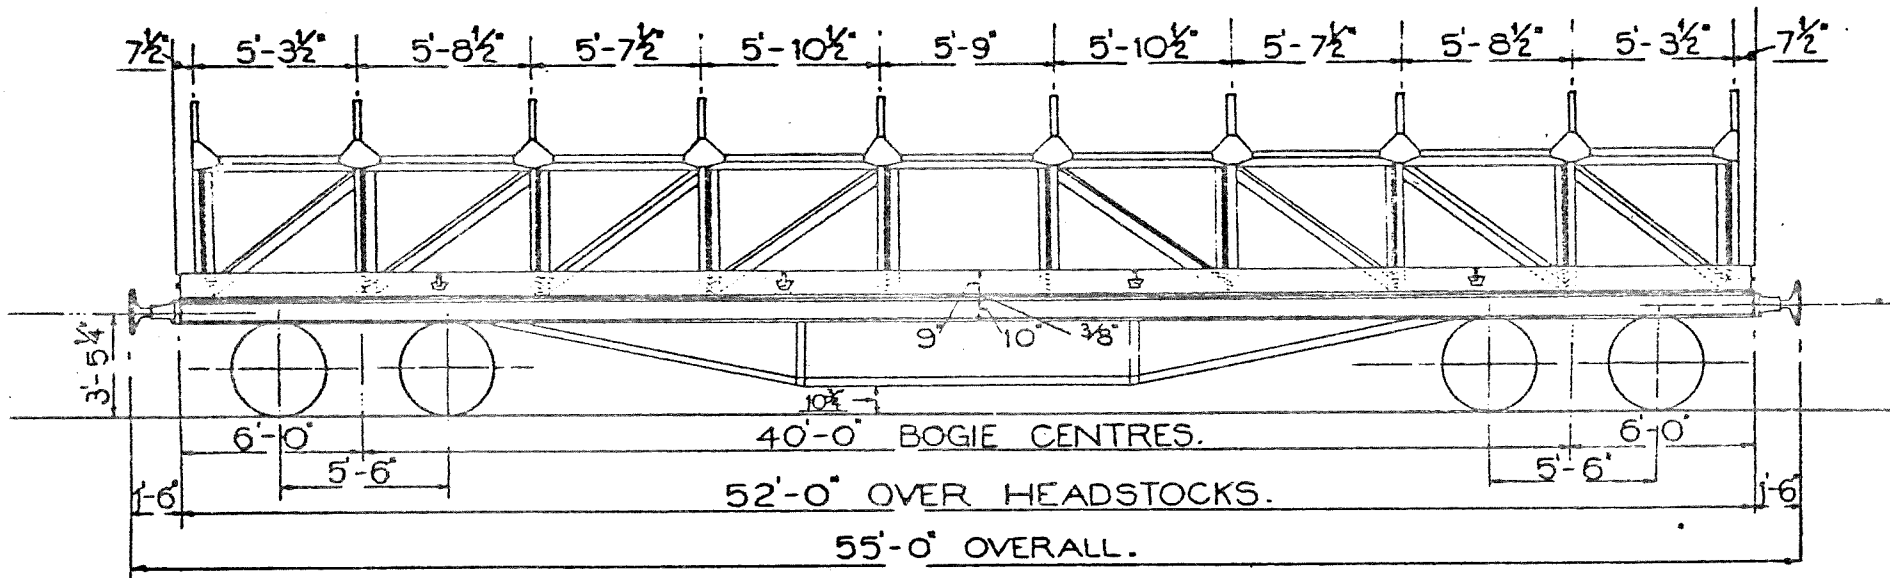 7½" 5'-3½" 5'-8½" 5'-7½" 5'-10½" 5'-9" 5'-10½" 5'-7½" 5'-8½" 5'-3½" 7½"
9" 10" 3/8"
3'-5¼"
10¾"
6'-0" 40'-0" BOGIE CENTRES. 6'-0"
5'-6" 5'-6"
1'-6" 52'-0" OVER HEADSTOCKS. 1'-6"
55'-0" OVERALL.